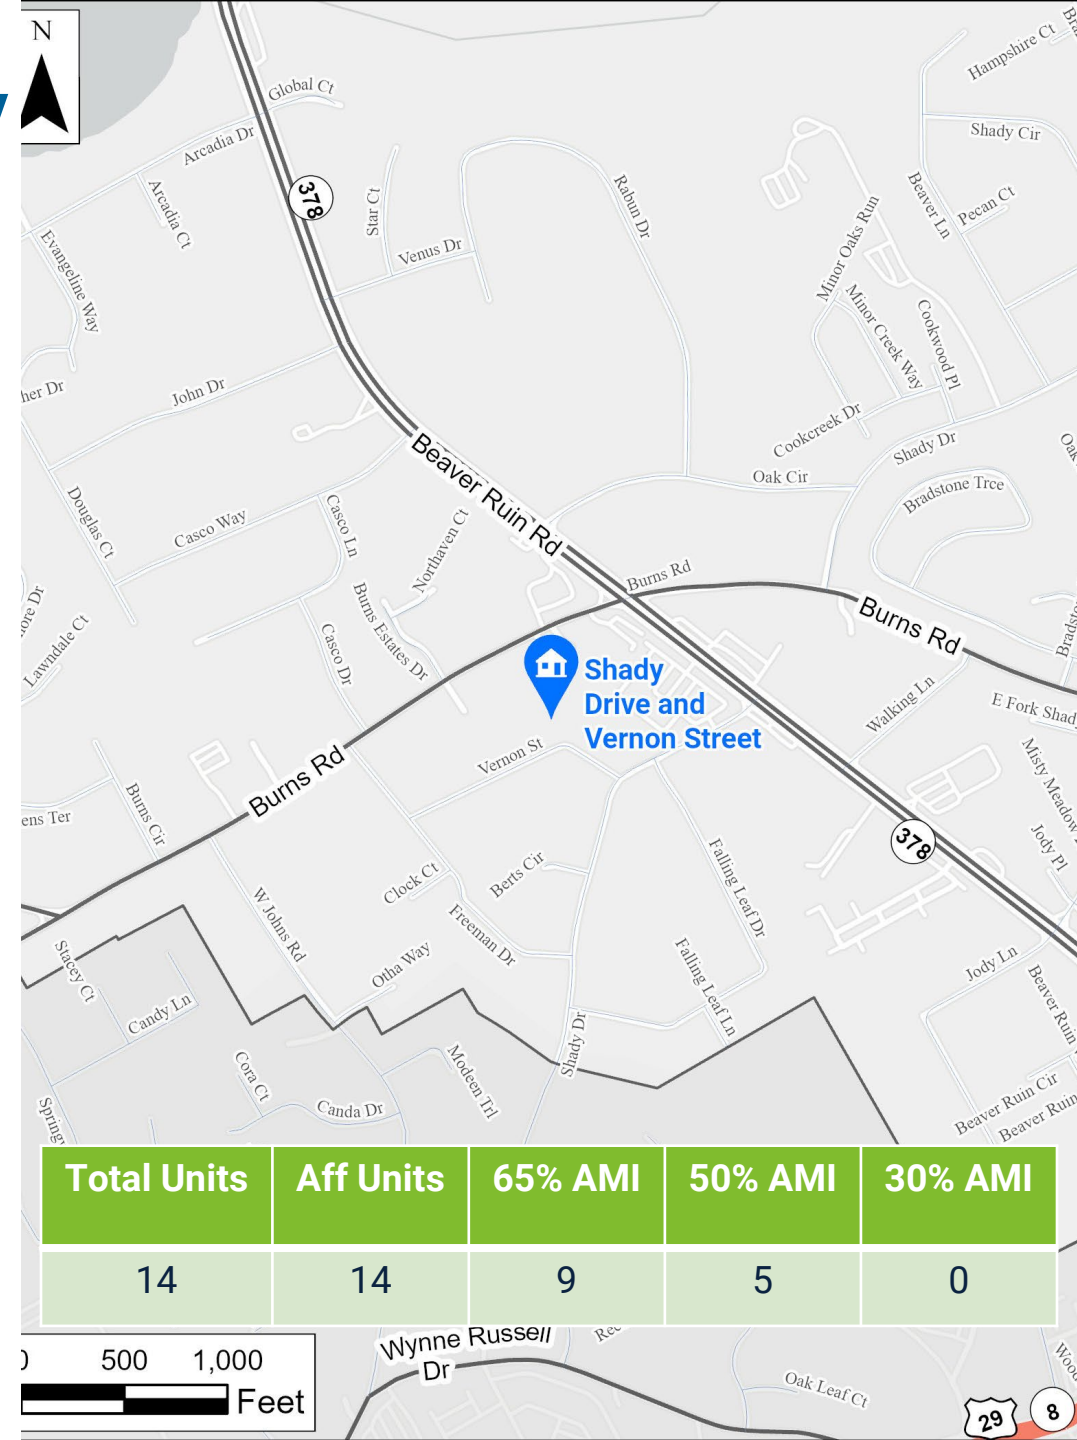 N
Global Ct
Hampshire Ct
Arcadia Dr
Shady Cir
378
Arcadia Ct
Star Ct
Rabun Dr
Beaver Ln
Pecan Ct
Venus Dr
Minor Oaks Run
Evangeline Way
Minor Creek Way
Cookwood Pl
her Dr
John Dr
Cookcreek Dr
Shady Dr
Beaver Ruin Rd
Oak Cir
Bradstone Trce
Douglas Ct
Casco Way
Casco Ln
Northaven Ct
Burns Rd
Burns Estates Dr
Burns Rd
ore Dr
Lawndale Ct
Casco Dr
Shady
Drive and
Vernon Street
Walking Ln
E Fork Shad
Bradsto
Vernon St
Burns Rd
Misty Meadow
ens Ter
Burns Cir
378
Jody Pl
Falling Leaf Dr
Clock Ct
Berts Cir
W Johns Rd
Freeman Dr
Otha Way
Stacey Ct
Falling Leaf Ln
Jody Ln
Candy Ln
Beaver Ruin
Shady Dr
Cora Ct
Modeen Trl
Canda Dr
Beaver Ruin Cir
Beaver Ruin
Springv
Total Units Aff Units 65% AMI 50% AMI 30% AMI
14 14 9 5 0
Wynne Russell
Dr
500 1,000
Feet
Oak Leaf Ct
Woo
29
8